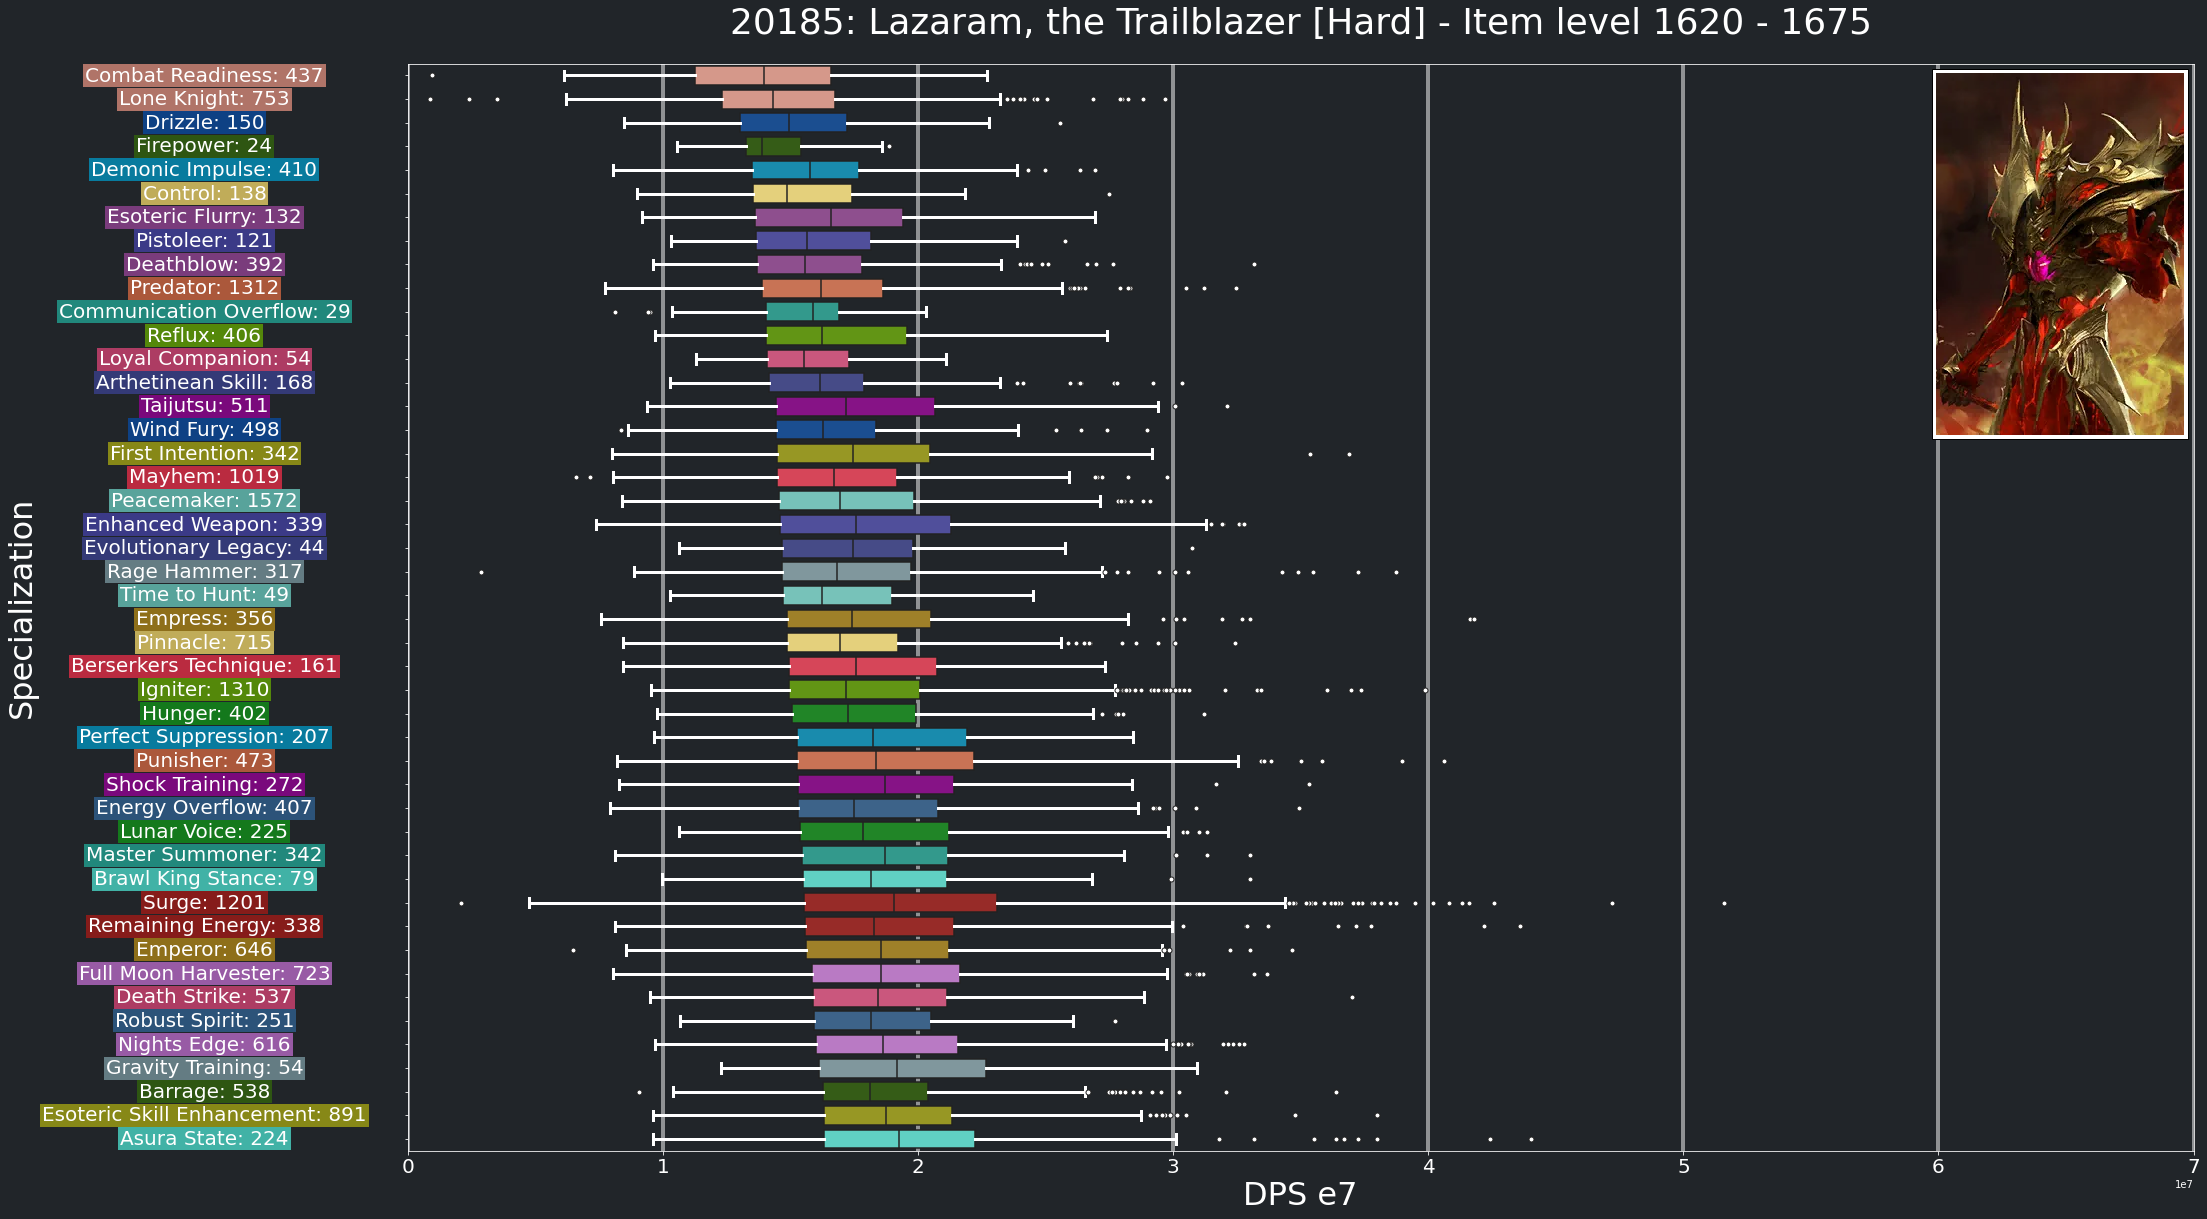 20185: Lazaram, the Trailblazer [Hard] - Item level 1620 - 1675
Specialization
Combat Readiness: 437
Lone Knight: 753
Drizzle: 150
Firepower: 24
Demonic Impulse: 410
Control: 138
Esoteric Flurry: 132
Pistoleer: 121
Deathblow: 392
Predator: 1312
Communication Overflow: 29
Reflux: 406
Loyal Companion: 54
Arthetinean Skill: 168
Taijutsu: 511
Wind Fury: 498
First Intention: 342
Mayhem: 1019
Peacemaker: 1572
Enhanced Weapon: 339
Evolutionary Legacy: 44
Rage Hammer: 317
Time to Hunt: 49
Empress: 356
Pinnacle: 715
Berserkers Technique: 161
Igniter: 1310
Hunger: 402
Perfect Suppression: 207
Punisher: 473
Shock Training: 272
Energy Overflow: 407
Lunar Voice: 225
Master Summoner: 342
Brawl King Stance: 79
Surge: 1201
Remaining Energy: 338
Emperor: 646
Full Moon Harvester: 723
Death Strike: 537
Robust Spirit: 251
Nights Edge: 616
Gravity Training: 54
Barrage: 538
Esoteric Skill Enhancement: 891
Asura State: 224
0 1 2 3 4 5 6 7
1e7
DPS e7